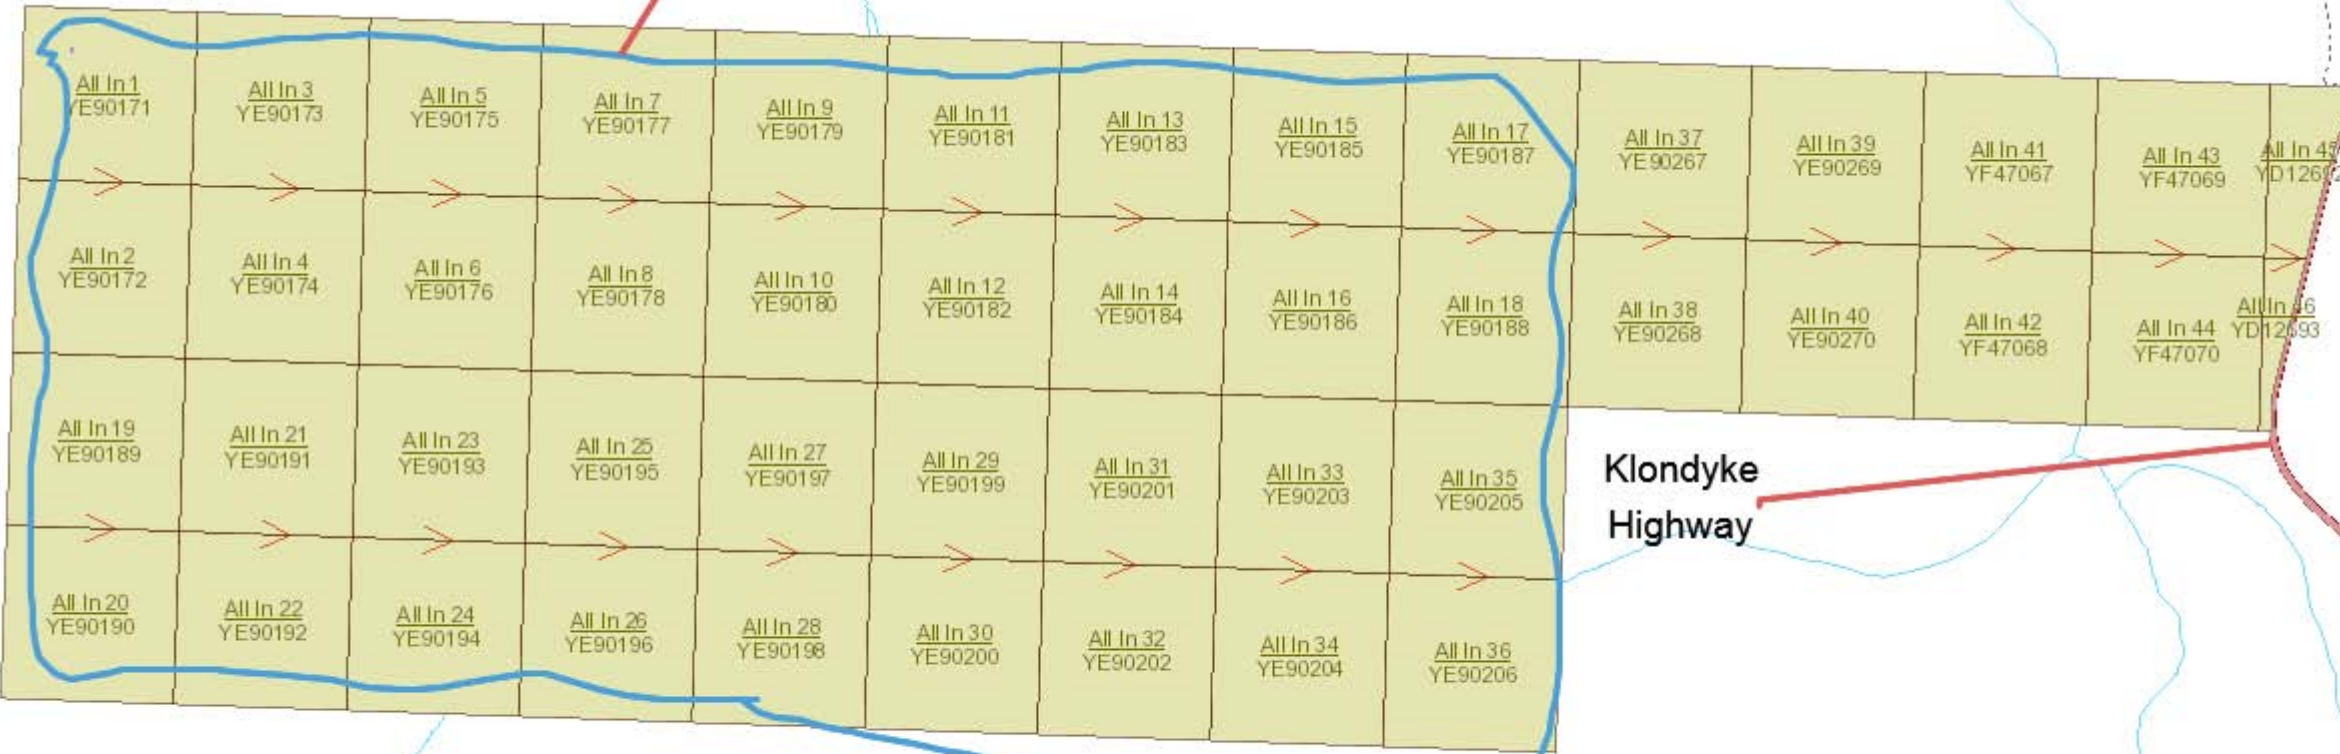 All In 1
YE90171
All In 3
YE90173
All In 5
YE90175
All In 7
YE90177
All In 9
YE90179
All In 11
YE90181
All In 13
YE90183
All In 15
YE90185
All In 17
YE90187
All In 37
YE90267
All In 39
YE90269
All In 41
YF47067
All In 43
YF47069
All In 45
All In 2
YE90172
All In 4
YE90174
All In 6
YE90176
All In 8
YE90178
All In 10
YE90180
All In 12
YE90182
All In 14
YE90184
All In 16
YE90186
All In 18
YE90188
All In 38
YE90268
All In 40
YE90270
All In 42
YF47068
All In 44
YF47070
All In 46
YD12693
All In 19
YE90189
All In 21
YE90191
All In 23
YE90193
All In 25
YE90195
All In 27
YE90197
All In 29
YE90199
All In 31
YE90201
All In 33
YE90203
All In 35
YE90205
Klondyke
Highway
All In 20
YE90190
All In 22
YE90192
All In 24
YE90194
All In 26
YE90196
All In 28
YE90198
All In 30
YE90200
All In 32
YE90202
All In 34
YE90204
All In 36
YE90206